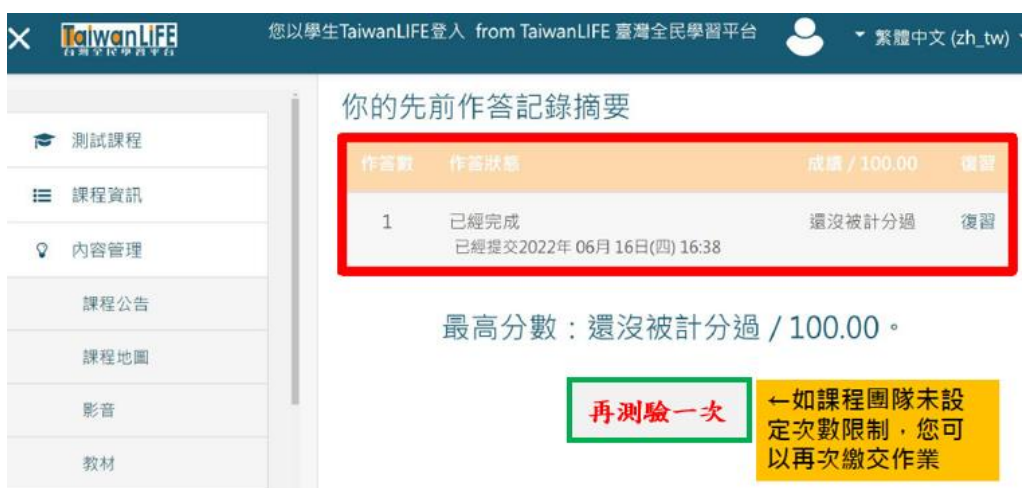 TaiwanLIFE
台灣全民學習平台
您以學生TaiwanLIFE登入 from TaiwanLIFE 臺灣全民學習平台
繁體中文 (zh_tw)
測試課程
課程資訊
內容管理
課程公告
課程地圖
影音
教材
你的先前作答記錄摘要
作答數 作答狀態 成績 / 100.00 復習
1 已經完成 還沒被計分過 復習
已經提交2022年 06月 16日(四) 16:38
最高分數：還沒被計分過 / 100.00。
再測驗一次
←如課程團隊未設
定次數限制，您可
以再次繳交作業